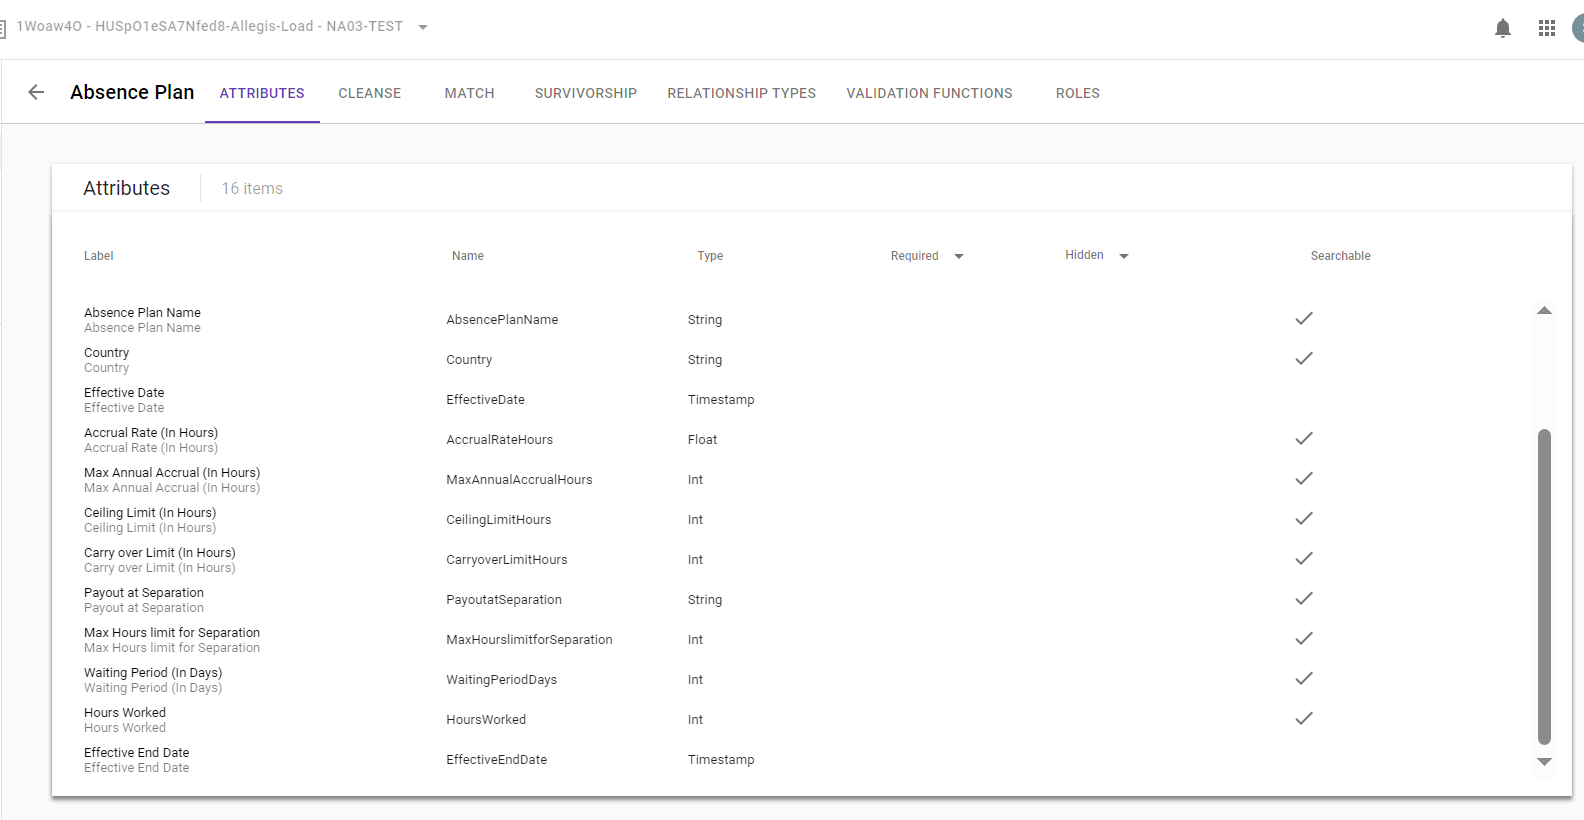 1Woaw4O - HUSpO1eSA7Nfed8-Allegis-Load - NA03-TEST
Absence Plan ATTRIBUTES CLEANSE MATCH SURVIVORSHIP RELATIONSHIP TYPES VALIDATION FUNCTIONS ROLES
Attributes 16 items
Label Name Type Required Hidden Searchable
Absence Plan Name
Absence Plan Name
AbsencePlanName String
Country
Country
Country String
Effective Date
Effective Date
EffectiveDate Timestamp
Accrual Rate (In Hours)
Accrual Rate (In Hours)
AccrualRateHours Float
Max Annual Accrual (In Hours)
Max Annual Accrual (In Hours)
MaxAnnualAccrualHours Int
Ceiling Limit (In Hours)
Ceiling Limit (In Hours)
CeilingLimitHours Int
Carry over Limit (In Hours)
Carry over Limit (In Hours)
CarryoverLimitHours Int
Payout at Separation
Payout at Separation
PayoutatSeparation String
Max Hours limit for Separation
Max Hours limit for Separation
MaxHourslimitforSeparation Int
Waiting Period (In Days)
Waiting Period (In Days)
WaitingPeriodDays Int
Hours Worked
Hours Worked
HoursWorked Int
Effective End Date
Effective End Date
EffectiveEndDate Timestamp